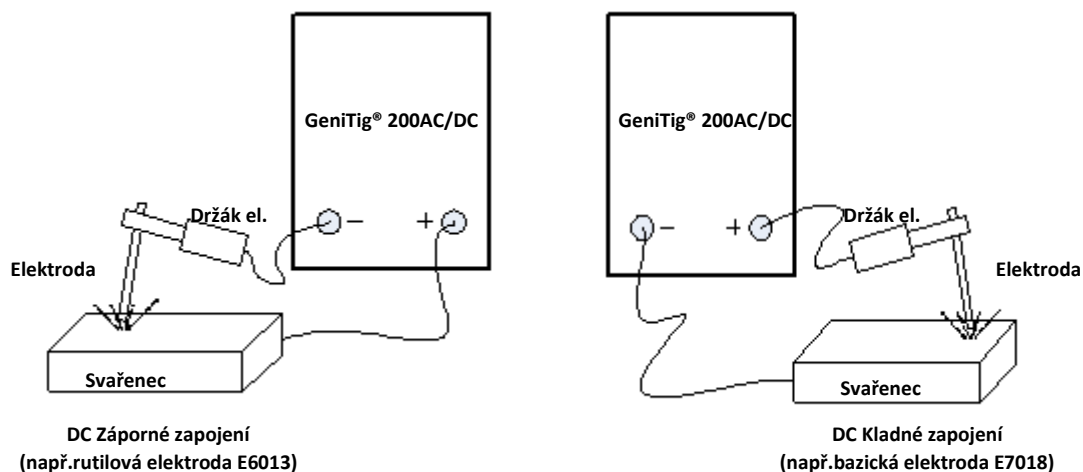 GeniTig® 200AC/DC
Držák el.
− +
Elektroda
Svařenec
DC Záporné zapojení
(např.rutilová elektroda E6013)
GeniTig® 200AC/DC
− +
Držák el.
Elektroda
Svařenec
DC Kladné zapojení
(např.bazická elektroda E7018)